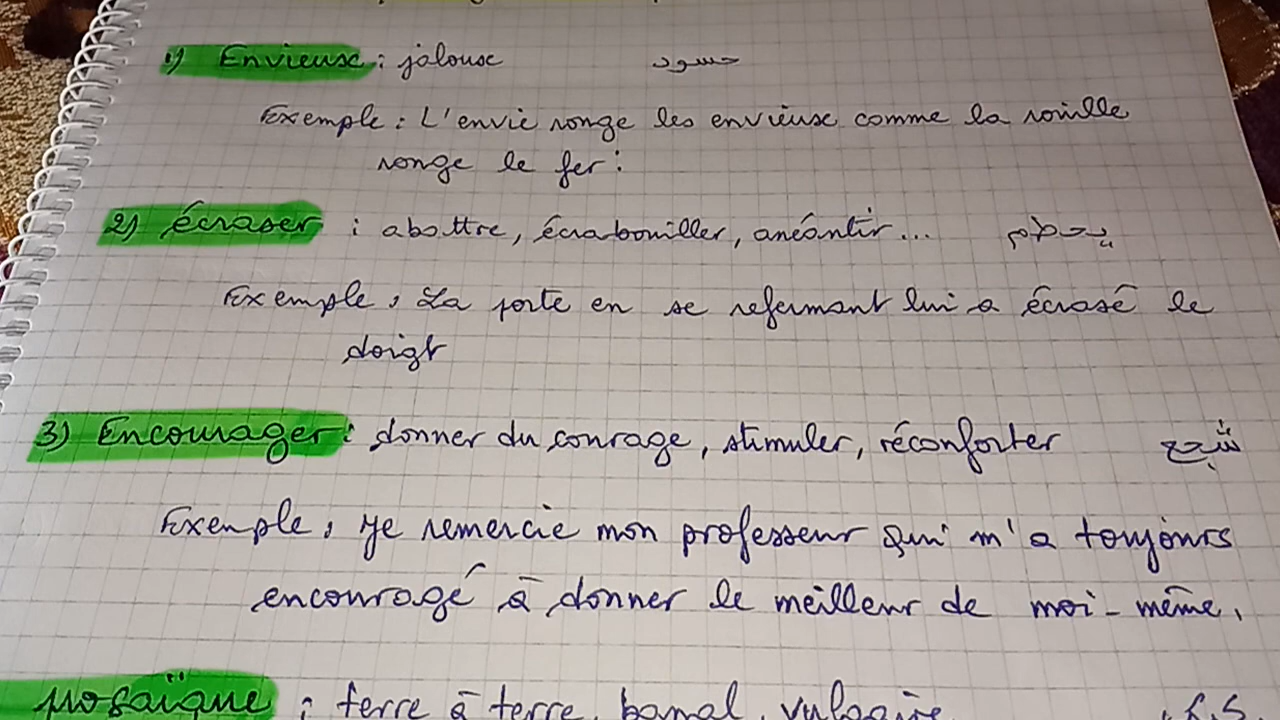 1) Envieuse : jalouse حسود
Exemple : L'envie ronge les envieuse comme la rouille
ronge le fer :
2) écraser : abattre, écrabouiller, anéantir... يحطم
Exemple, La porte en se refermant lui a écrasé le
doigt
3) Encourager : donner du courage, stimuler, réconforter شجع
Exemple, Je remercie mon professeur qui m'a toujours
encouragé à donner le meilleur de moi-même.
prosaïque : terre à terre, banal, vulgaire